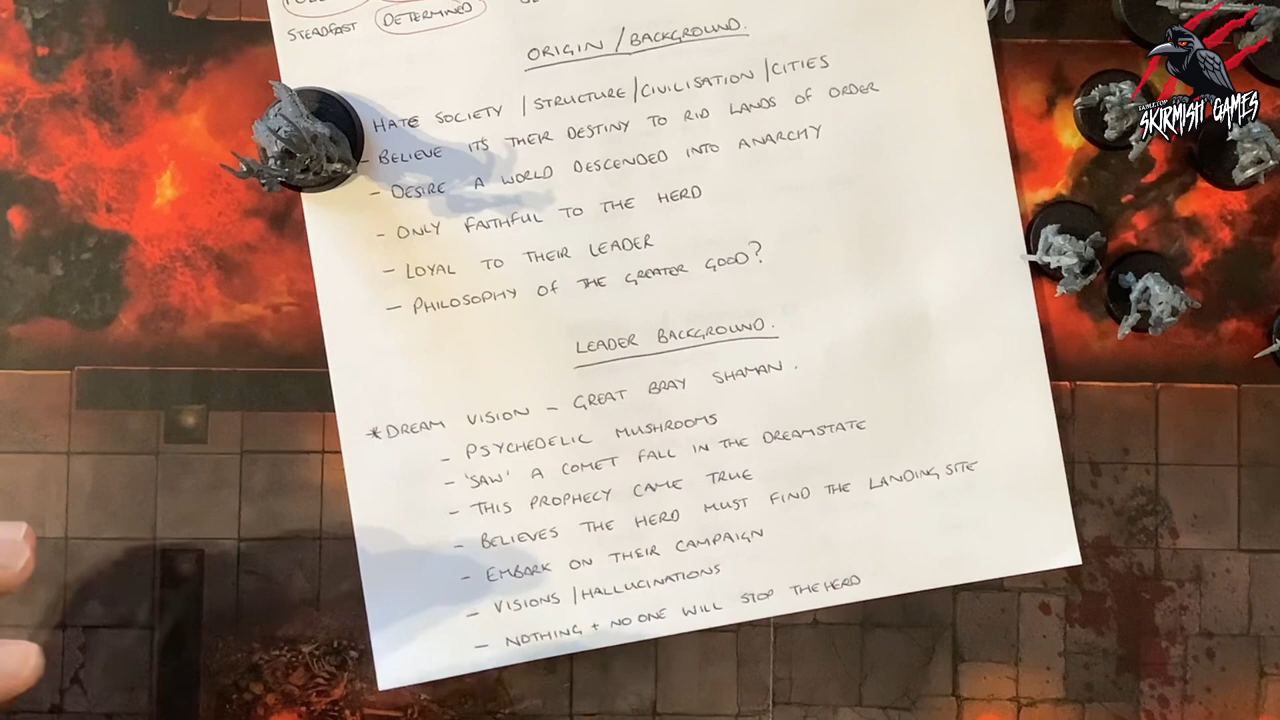 STEADFAST DETERMINED
ORIGIN / BACKGROUND.
HATE SOCIETY / STRUCTURE / CIVILISATION / CITIES
- BELIEVE ITS THEIR DESTINY TO RID LANDS OF ORDER
- DESIRE A WORLD DESCENDED INTO ANARCHY
- ONLY FAITHFUL TO THE HERD
- LOYAL TO THEIR LEADER
- PHILOSOPHY OF THE GREATER GOOD?
LEADER BACKGROUND.
*DREAM VISION - GREAT BRAY SHAMAN.
- PSYCHEDELIC MUSHROOMS
- 'SAW' A COMET FALL IN THE DREAMSTATE
- THIS PROPHECY CAME TRUE
- BELIEVES THE HERD MUST FIND THE LANDING SITE
- EMBARK ON THEIR CAMPAIGN
- VISIONS / HALLUCINATIONS
- NOTHING + NO ONE WILL STOP THE HERD
TABLETOP
SKIRMISH GAMES